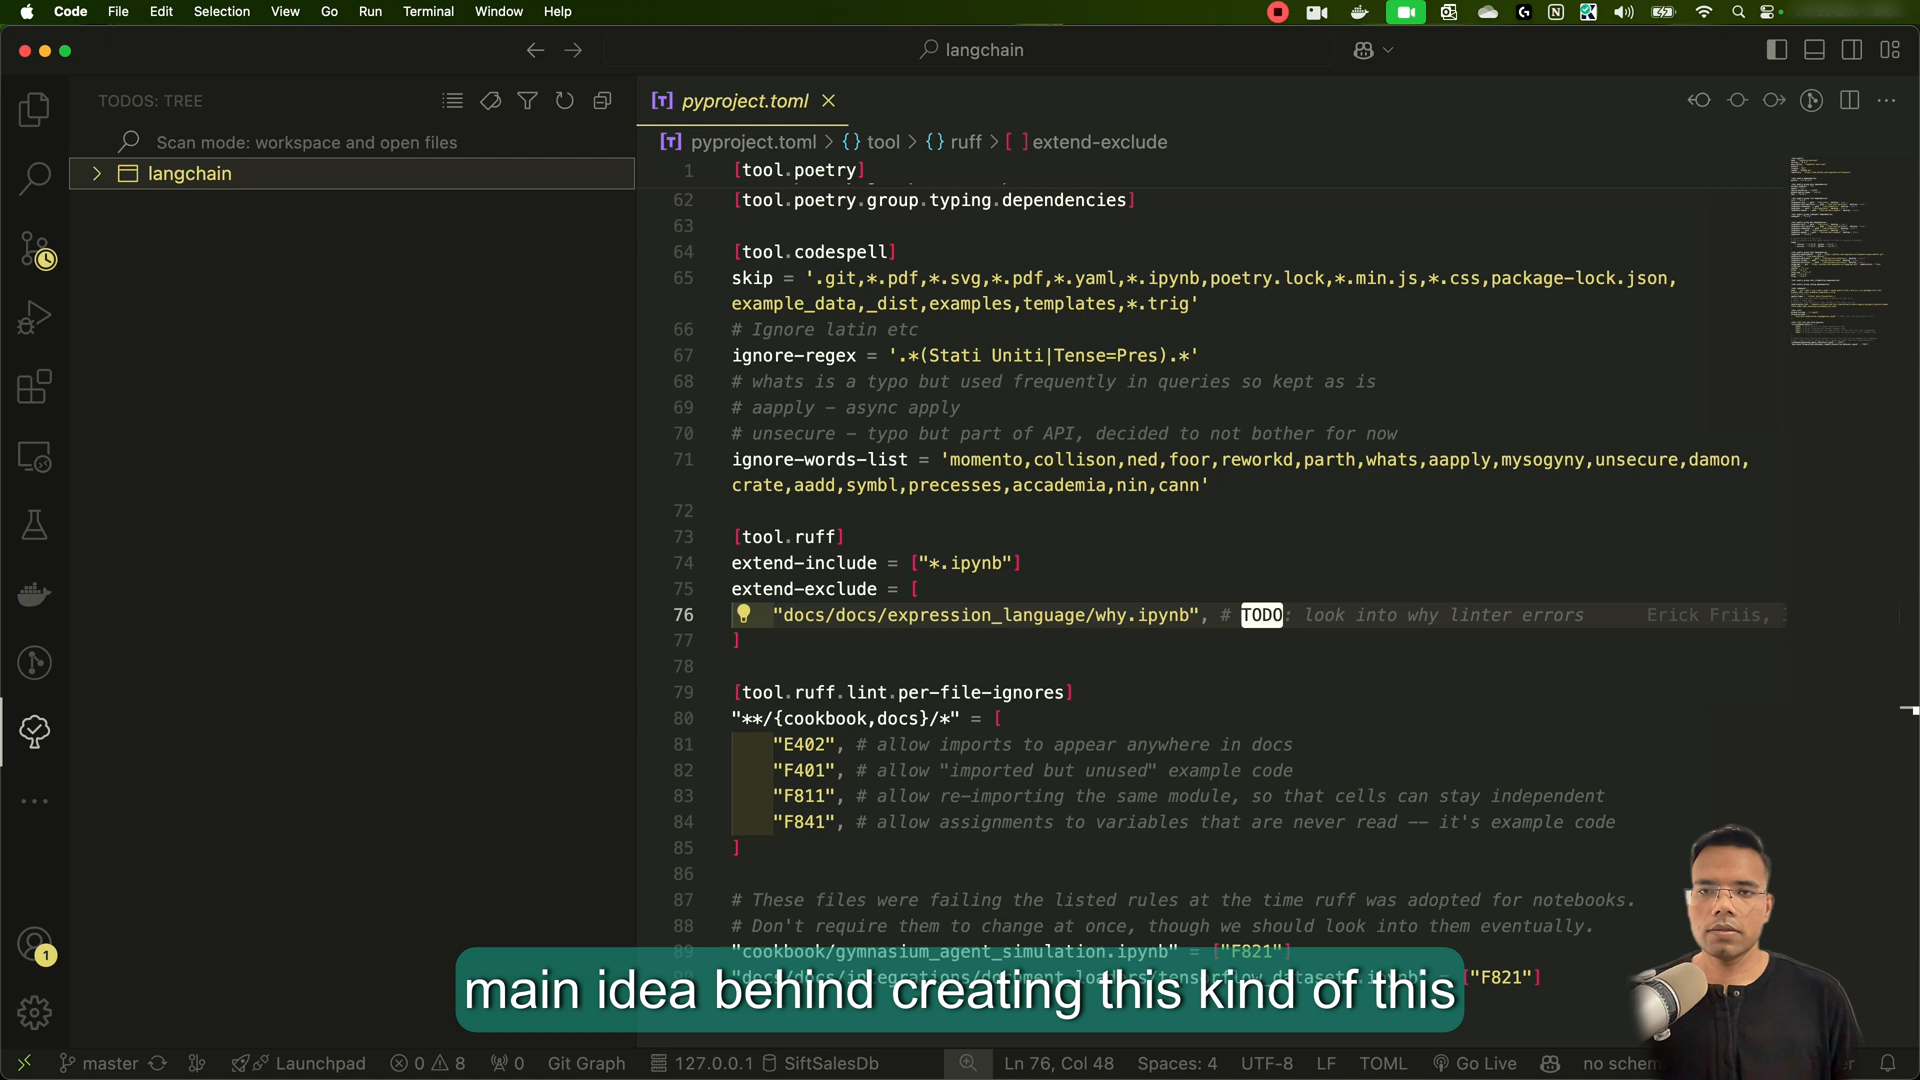 Code File Edit Selection View Go Run Terminal Window Help
langchain
TODOS: TREE
pyproject.toml
Scan mode: workspace and open files
pyproject.toml > {} tool > {} ruff > [ ] extend-exclude
langchain
1 [tool.poetry]
62 [tool.poetry.group.typing.dependencies]
63
64 [tool.codespell]
65 skip = '.git,*.pdf,*.svg,*.pdf,*.yaml,*.ipynb,poetry.lock,*.min.js,*.css,package-lock.json,
example_data,_dist,examples,templates,*.trig'
66 # Ignore latin etc
67 ignore-regex = '.*(Stati Uniti|Tense=Pres).*'
68 # whats is a typo but used frequently in queries so kept as is
69 # aapply - async apply
70 # unsecure - typo but part of API, decided to not bother for now
71 ignore-words-list = 'momento,collison,ned,foor,reworkd,parth,whats,aapply,mysogyny,unsecure,damon,
crate,aadd,symbl,precesses,accademia,nin,cann'
72
73 [tool.ruff]
74 extend-include = ["*.ipynb"]
75 extend-exclude = [
76 "docs/docs/expression_language/why.ipynb", # TODO: look into why linter errors Erick Friis,
77 ]
78
79 [tool.ruff.lint.per-file-ignores]
80 "**/{cookbook,docs}/*" = [
81 "E402", # allow imports to appear anywhere in docs
82 "F401", # allow "imported but unused" example code
83 "F811", # allow re-importing the same module, so that cells can stay independent
84 "F841", # allow assignments to variables that are never read -- it's example code
85 ]
86
87 # These files were failing the listed rules at the time ruff was adopted for notebooks.
88 # Don't require them to change at once, though we should look into them eventually.
89 "cookbook/gymnasium_agent_simulation.ipynb" = ["F821"]
["F821"]
main idea behind creating this kind of this
1
master Launchpad 0 8 0 Git Graph 127.0.0.1 SiftSalesDb Ln 76, Col 48 Spaces: 4 UTF-8 LF TOML Go Live no